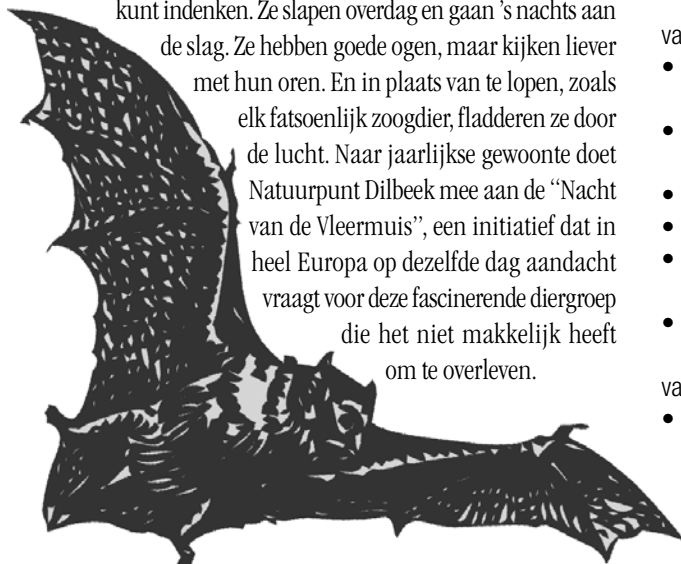 kunt indenken. Ze slapen overdag en gaan ’s nachts aan
de slag. Ze hebben goede ogen, maar kijken liever
met hun oren. En in plaats van te lopen, zoals
elk fatsoenlijk zoogdier, fladderen ze door
de lucht. Naar jaarlijkse gewoonte doet
Natuurpunt Dilbeek mee aan de “Nacht
van de Vleermuis”, een initiatief dat in
heel Europa op dezelfde dag aandacht
vraagt voor deze fascinerende diergroep
die het niet makkelijk heeft
om te overleven.
va
•
•
•
•
•
•
va
•